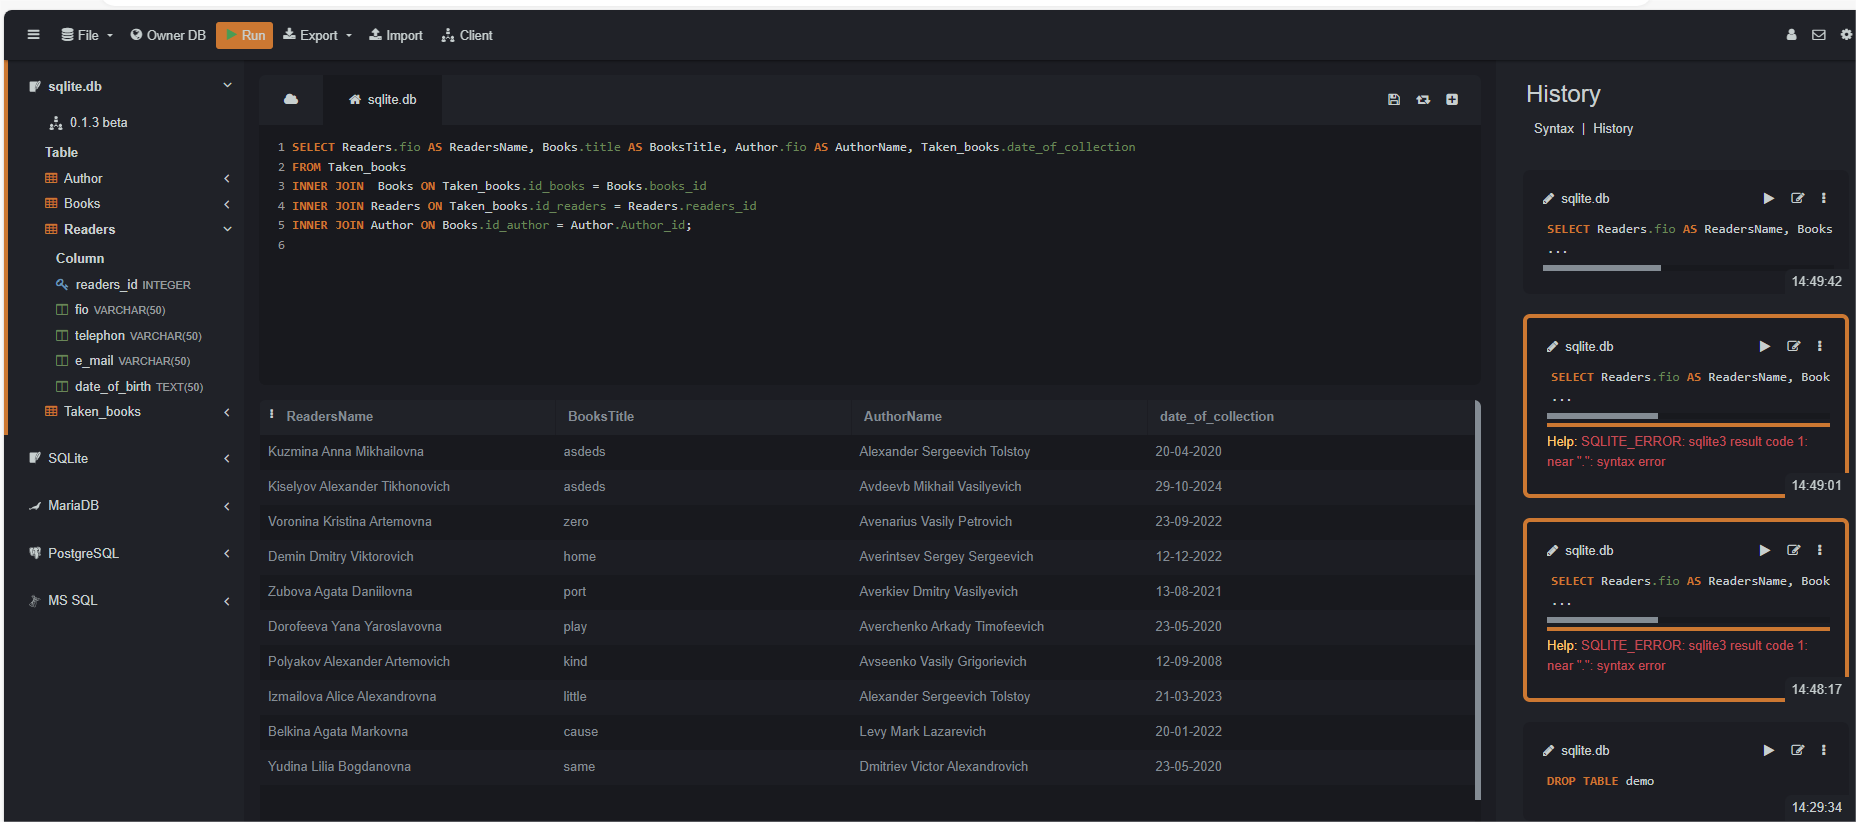 File Owner DB Run Export Import Client
sqlite.db
0.1.3 beta
Table
Author
Books
Readers
Column
readers_id INTEGER
fio VARCHAR(50)
telephon VARCHAR(50)
e_mail VARCHAR(50)
date_of_birth TEXT(50)
Taken_books
SQLite
MariaDB
PostgreSQL
MS SQL
sqlite.db
1 SELECT Readers.fio AS ReadersName, Books.title AS BooksTitle, Author.fio AS AuthorName, Taken_books.date_of_collection
2 FROM Taken_books
3 INNER JOIN  Books ON Taken_books.id_books = Books.books_id
4 INNER JOIN Readers ON Taken_books.id_readers = Readers.readers_id
5 INNER JOIN Author ON Books.id_author = Author.Author_id;
6
ReadersName BooksTitle AuthorName date_of_collection
Kuzmina Anna Mikhailovna asdeds Alexander Sergeevich Tolstoy 20-04-2020
Kiselyov Alexander Tikhonovich asdeds Avdeevb Mikhail Vasilyevich 29-10-2024
Voronina Kristina Artemovna zero Avenarius Vasily Petrovich 23-09-2022
Demin Dmitry Viktorovich home Averintsev Sergey Sergeevich 12-12-2022
Zubova Agata Daniilovna port Averkiev Dmitry Vasilyevich 13-08-2021
Dorofeeva Yana Yaroslavovna play Averchenko Arkady Timofeevich 23-05-2020
Polyakov Alexander Artemovich kind Avseenko Vasily Grigorievich 12-09-2008
Izmailova Alice Alexandrovna little Alexander Sergeevich Tolstoy 21-03-2023
Belkina Agata Markovna cause Levy Mark Lazarevich 20-01-2022
Yudina Lilia Bogdanovna same Dmitriev Victor Alexandrovich 23-05-2020
History
Syntax | History
sqlite.db
SELECT Readers.fio AS ReadersName, Books
...
14:49:42
sqlite.db
SELECT Readers.fio AS ReadersName, Book
...
Help: SQLITE_ERROR: sqlite3 result code 1:
near ".": syntax error
14:49:01
sqlite.db
SELECT Readers.fio AS ReadersName, Book
...
Help: SQLITE_ERROR: sqlite3 result code 1:
near ".": syntax error
14:48:17
sqlite.db
DROP TABLE demo
14:29:34